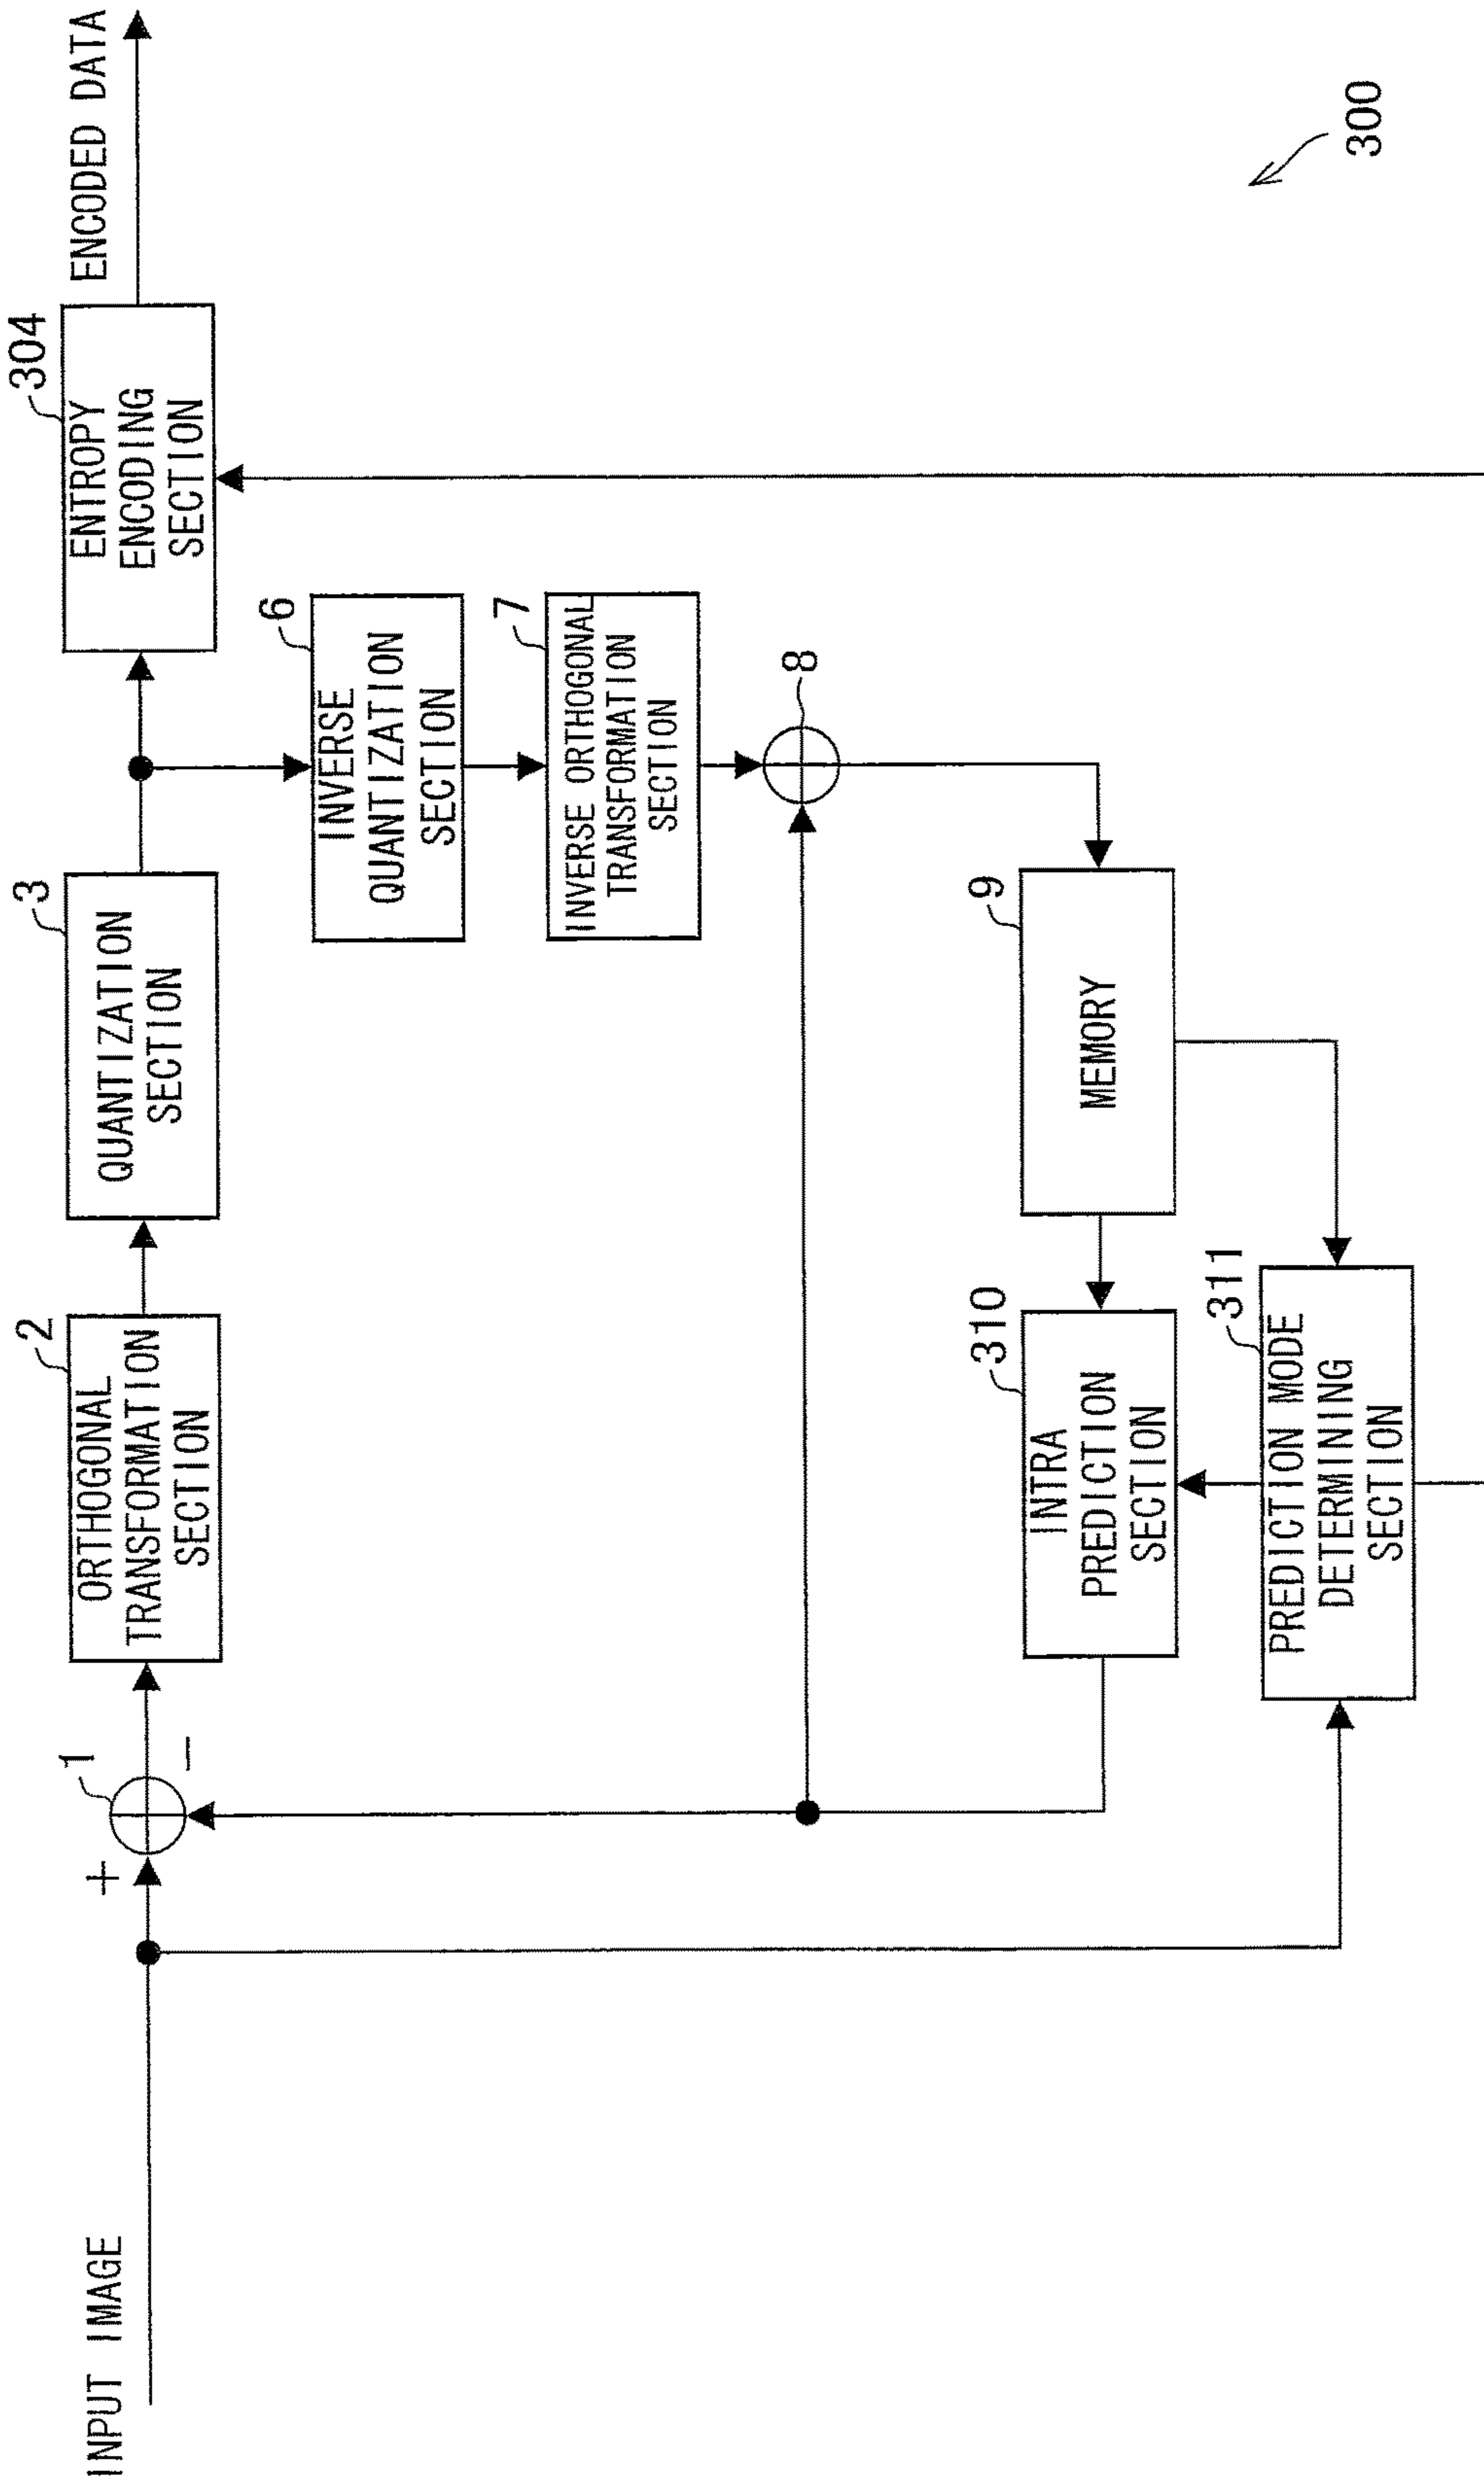 INPUT IMAGE
+
1
−
2
ORTHOGONAL
TRANSFORMATION
SECTION
3
QUANTIZATION
SECTION
304
ENTROPY
ENCODING
SECTION
ENCODED DATA
6
INVERSE
QUANTIZATION
SECTION
7
INVERSE ORTHOGONAL
TRANSFORMATION
SECTION
8
9
MEMORY
310
INTRA
PREDICTION
SECTION
311
PREDICTION MODE
DETERMINING
SECTION
300